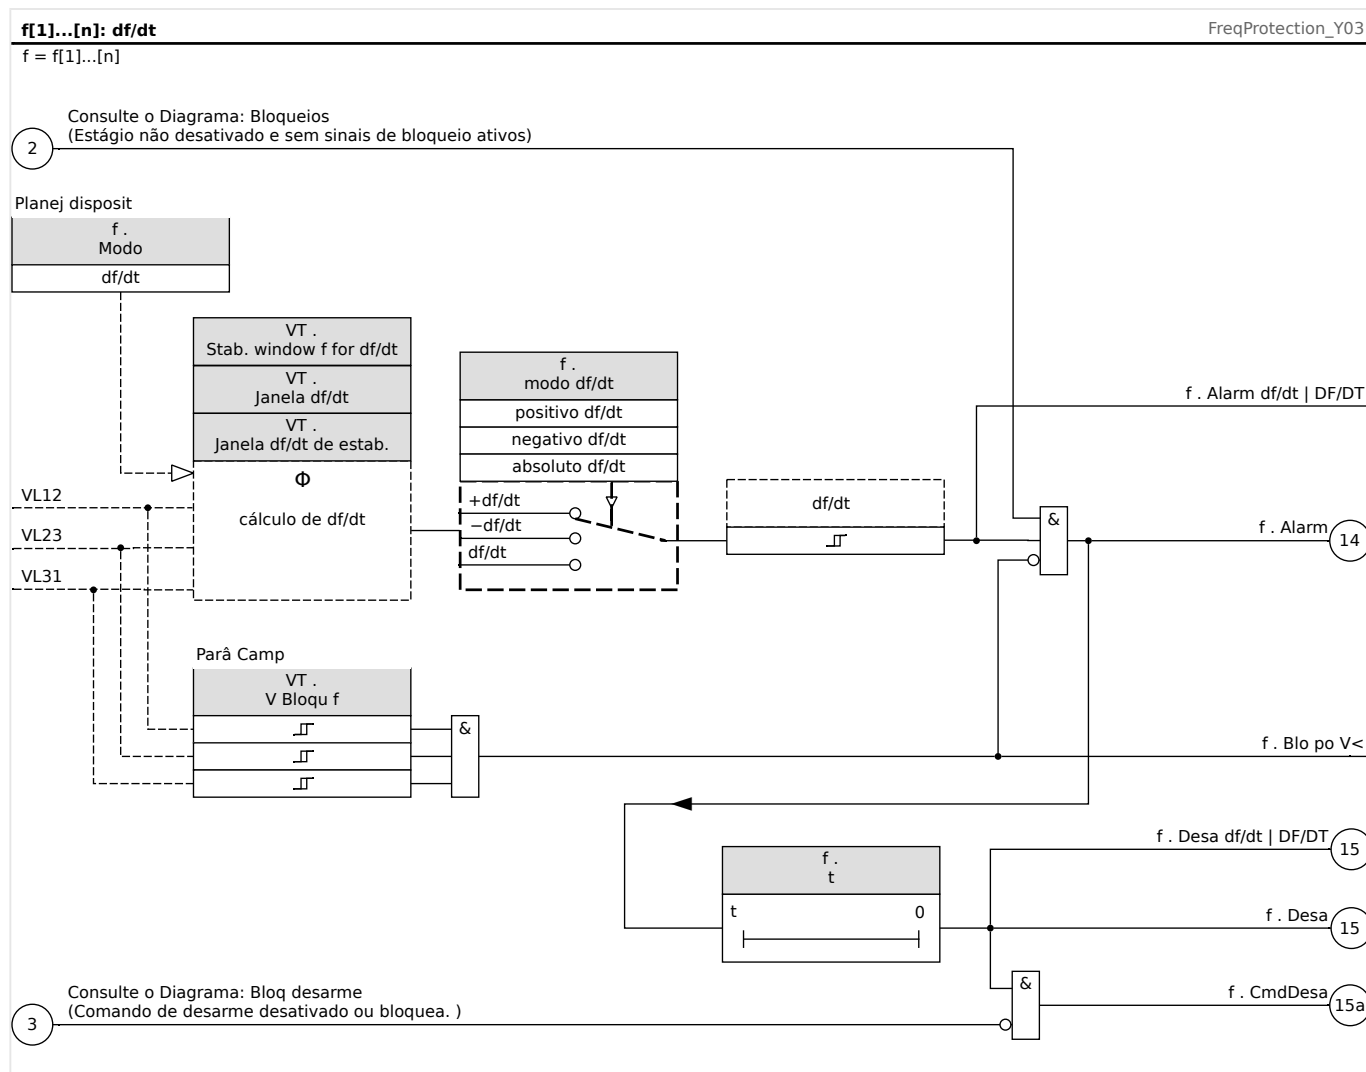 f[1]...[n]: df/dt
FreqProtection_Y03
f = f[1]...[n]
Consulte o Diagrama: Bloqueios
(Estágio não desativado e sem sinais de bloqueio ativos)
2
Planej disposit
f .
Modo
df/dt
VT .
Stab. window f for df/dt
VT .
Janela df/dt
VT .
Janela df/dt de estab.
Φ
cálculo de df/dt
f .
modo df/dt
positivo df/dt
negativo df/dt
absoluto df/dt
+df/dt
−df/dt
df/dt
df/dt
&
f . Alarm df/dt | DF/DT
f . Alarm
14
VL12
VL23
VL31
Parâ Camp
VT .
V Bloqu f
&
f . Blo po V<
f .
t
t 0
f . Desa df/dt | DF/DT
15
f . Desa
15
&
f . CmdDesa
15a
Consulte o Diagrama: Bloq desarme
(Comando de desarme desativado ou bloquea. )
3